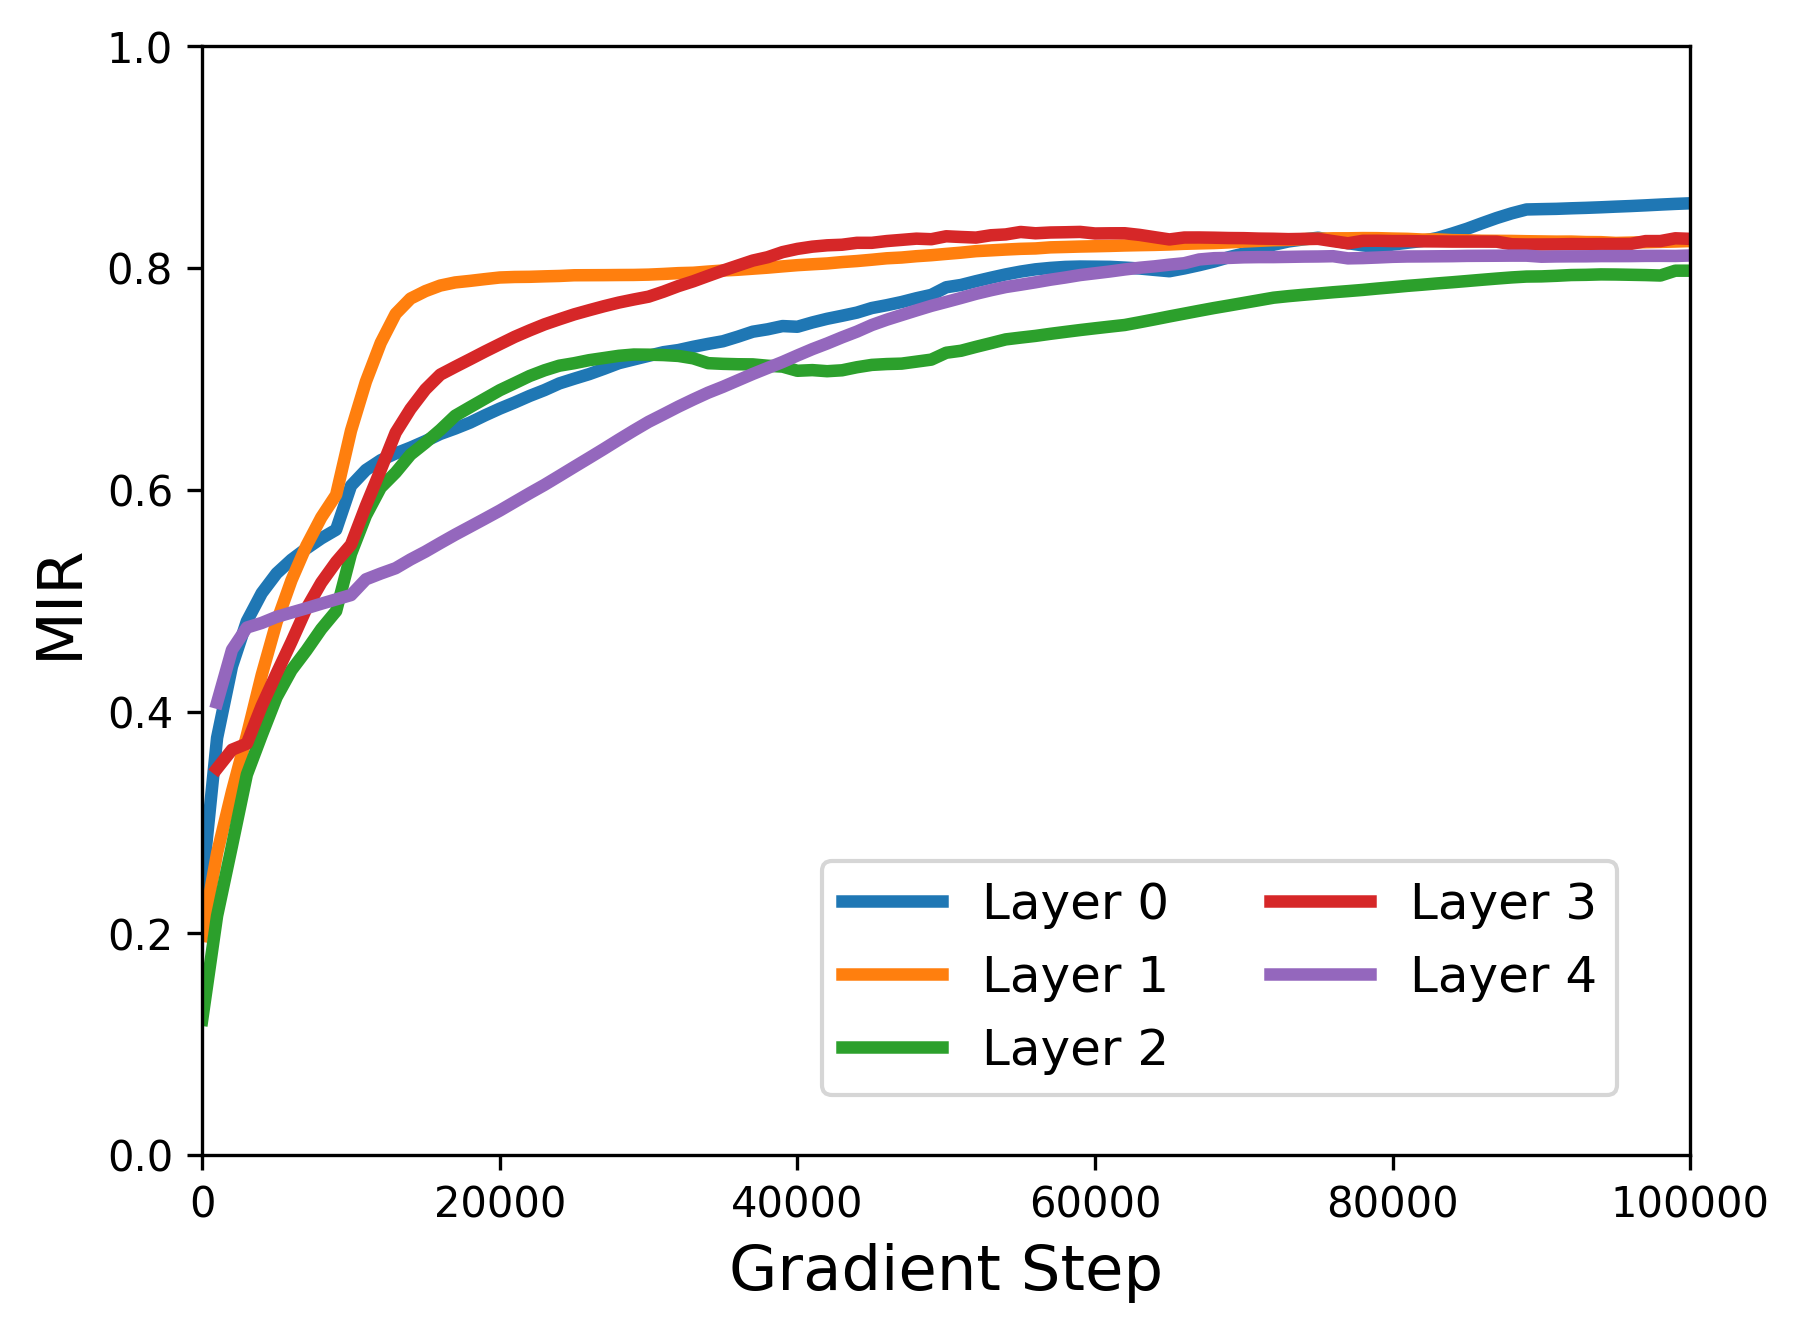 1.0
0.8
0.6
0.4
0.2
0.0
MIR
0 20000 40000 60000 80000 100000
Gradient Step
Layer 0
Layer 1
Layer 2
Layer 3
Layer 4